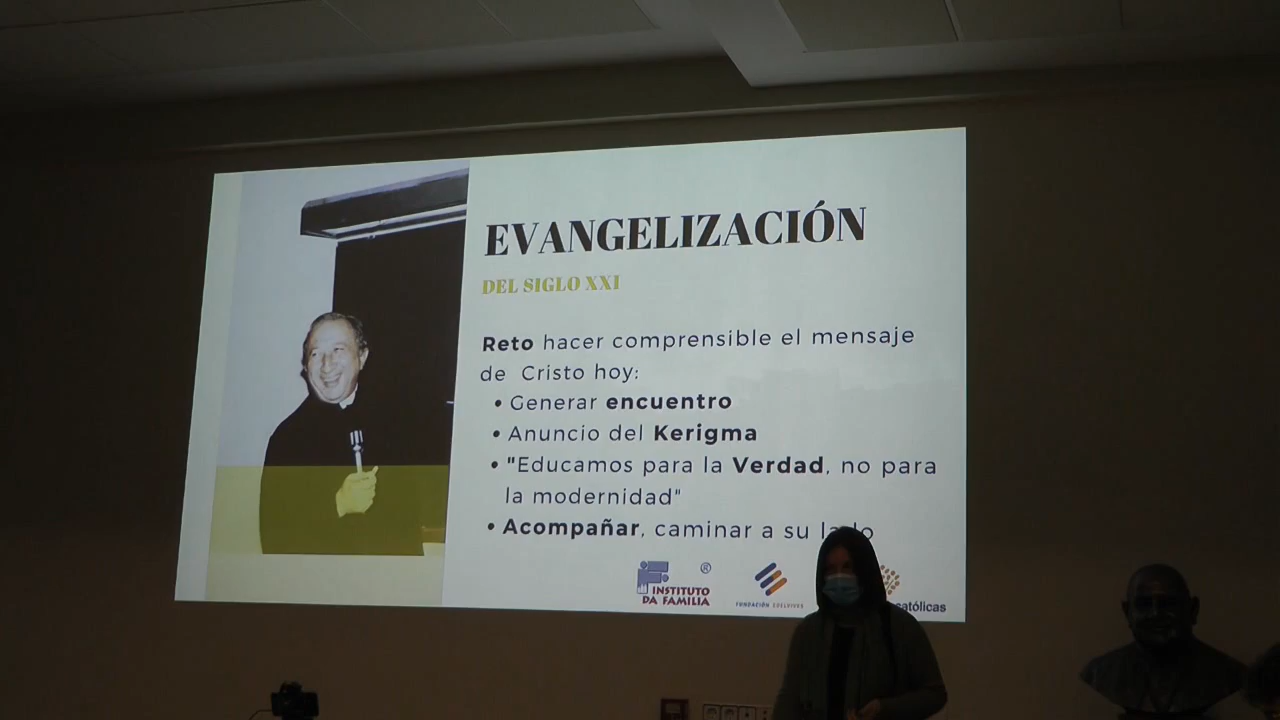 EVANGELIZACIÓN
DEL SIGLO XXI
Reto hacer comprensible el mensaje
de Cristo hoy:
• Generar encuentro
• Anuncio del Kerigma
• "Educamos para la Verdad, no para
la modernidad"
• Acompañar, caminar a su lado
INSTITUTO
DA FAMILIA
®
FUNDACIÓN EDELVIVES
católicas